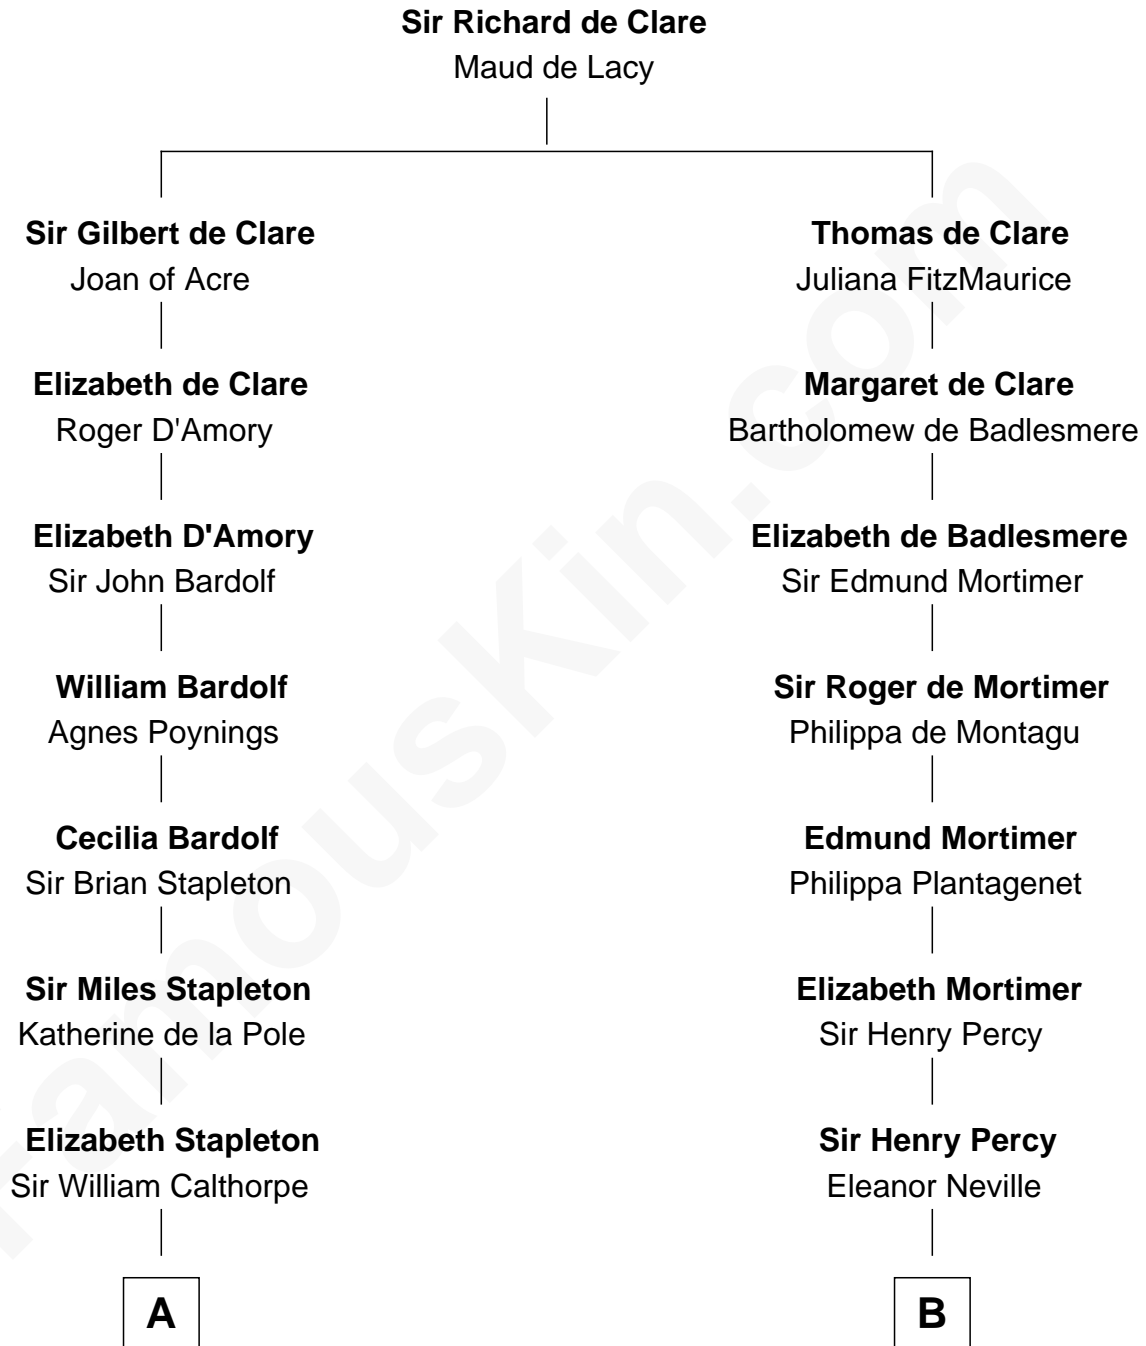 Sir Richard de Clare
Maud de Lacy
Sir Gilbert de Clare
Joan of Acre
Thomas de Clare
Juliana FitzMaurice
Elizabeth de Clare
Roger D'Amory
Margaret de Clare
Bartholomew de Badlesmere
Elizabeth D'Amory
Sir John Bardolf
Elizabeth de Badlesmere
Sir Edmund Mortimer
William Bardolf
Agnes Poynings
Sir Roger de Mortimer
Philippa de Montagu
Cecilia Bardolf
Sir Brian Stapleton
Edmund Mortimer
Philippa Plantagenet
Sir Miles Stapleton
Katherine de la Pole
Elizabeth Mortimer
Sir Henry Percy
Elizabeth Stapleton
Sir William Calthorpe
Sir Henry Percy
Eleanor Neville
A
B
FamousKin.com